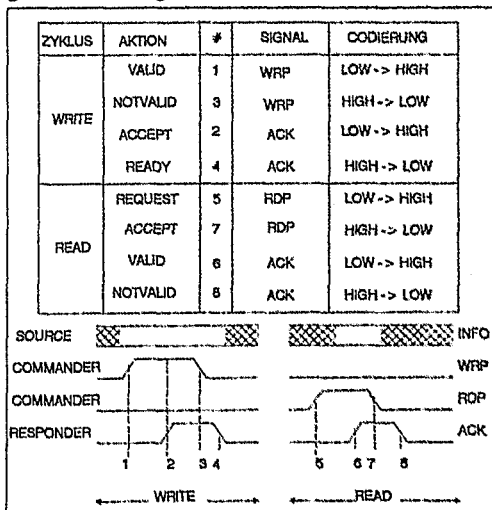 ZYKLUS AKTION # SIGNAL CODIERUNG
VALID 1 WRP LOW -> HIGH
NOTVALID 3 WRP HIGH -> LOW
WRITE
ACCEPT 2 ACK LOW -> HIGH
READY 4 ACK HIGH -> LOW
REQUEST 5 RDP LOW -> HIGH
ACCEPT 7 RDP HIGH -> LOW
READ
VALID 6 ACK LOW -> HIGH
NOTVALID 8 ACK HIGH -> LOW
SOURCE INFO
COMMANDER WRP
COMMANDER RDP
RESPONDER ACK
1 2 3 4 5 6 7 8
WRITE READ